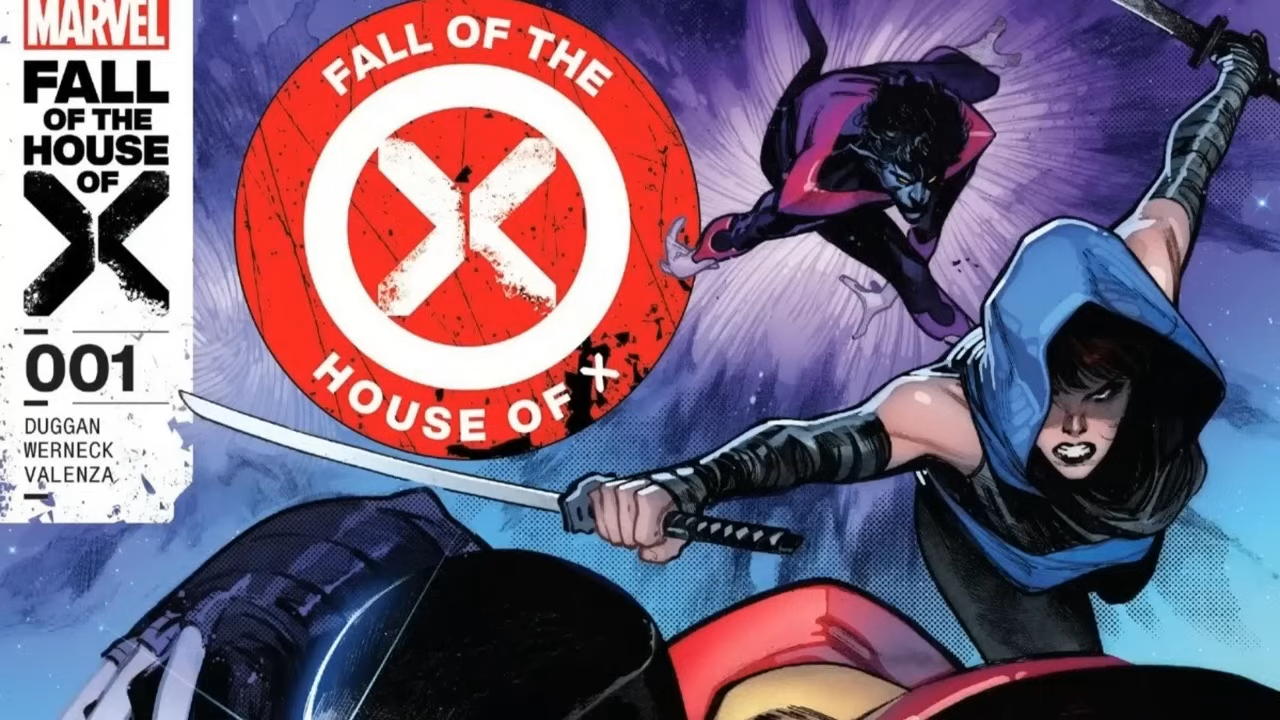 MARVEL
FALL
OF THE
HOUSE
OF
X
001
DUGGAN
WERNECK
VALENZA
FALL OF THE
X
HOUSE OF X